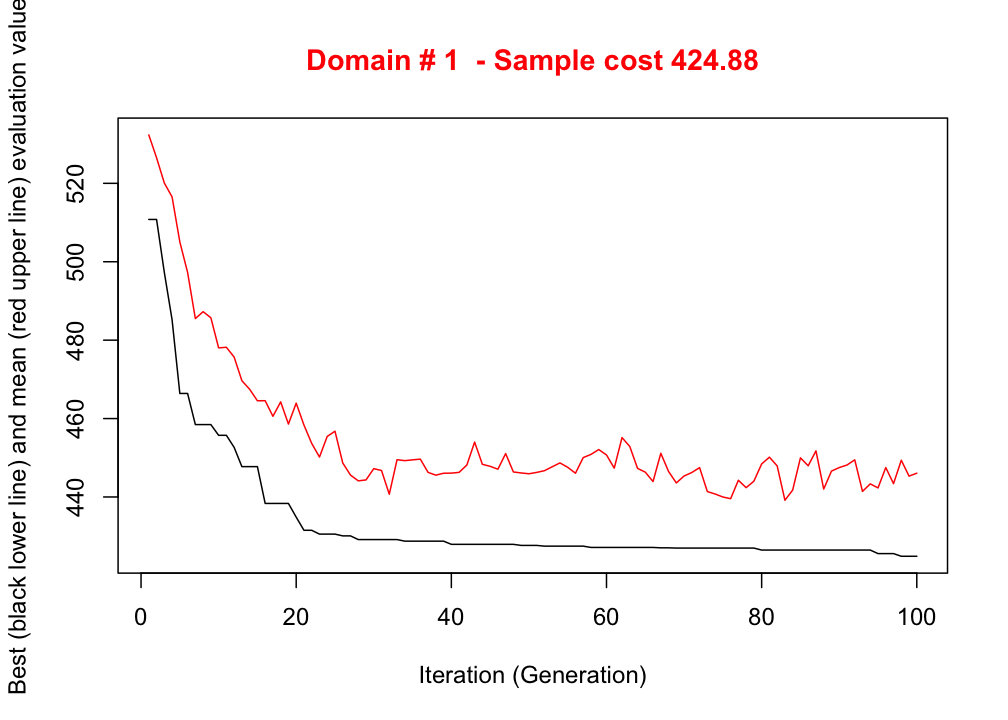 Domain # 1  - Sample cost 424.88
Best (black lower line) and mean (red upper line) evaluation value
520
500
480
460
440
0 20 40 60 80 100
Iteration (Generation)